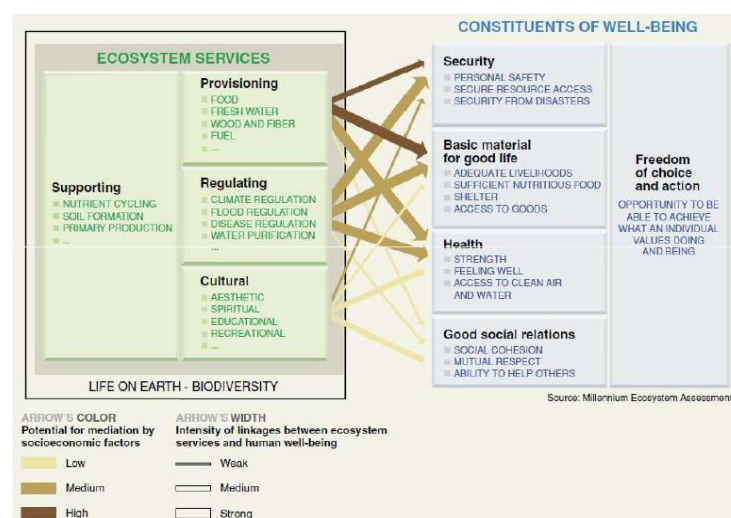 CONSTITUENTS OF WELL-BEING
ECOSYSTEM SERVICES
Supporting
NUTRIENT CYCLING
SOIL FORMATION
PRIMARY PRODUCTION
...
Provisioning
FOOD
FRESH WATER
WOOD AND FIBER
FUEL
...
Regulating
CLIMATE REGULATION
FLOOD REGULATION
DISEASE REGULATION
WATER PURIFICATION
...
Cultural
AESTHETIC
SPIRITUAL
EDUCATIONAL
RECREATIONAL
...
LIFE ON EARTH - BIODIVERSITY
Security
PERSONAL SAFETY
SECURE RESOURCE ACCESS
SECURITY FROM DISASTERS
Basic material
for good life
ADEQUATE LIVELIHOODS
SUFFICIENT NUTRITIOUS FOOD
SHELTER
ACCESS TO GOODS
Health
STRENGTH
FEELING WELL
ACCESS TO CLEAN AIR
AND WATER
Good social relations
SOCIAL COHESION
MUTUAL RESPECT
ABILITY TO HELP OTHERS
Freedom
of choice
and action
OPPORTUNITY TO BE
ABLE TO ACHIEVE
WHAT AN INDIVIDUAL
VALUES DOING
AND BEING
Source: Millennium Ecosystem Assessment
ARROW'S COLOR
Potential for mediation by
socioeconomic factors
Low
Medium
High
ARROW'S WIDTH
Intensity of linkages between ecosystem
services and human well-being
Weak
Medium
Strong